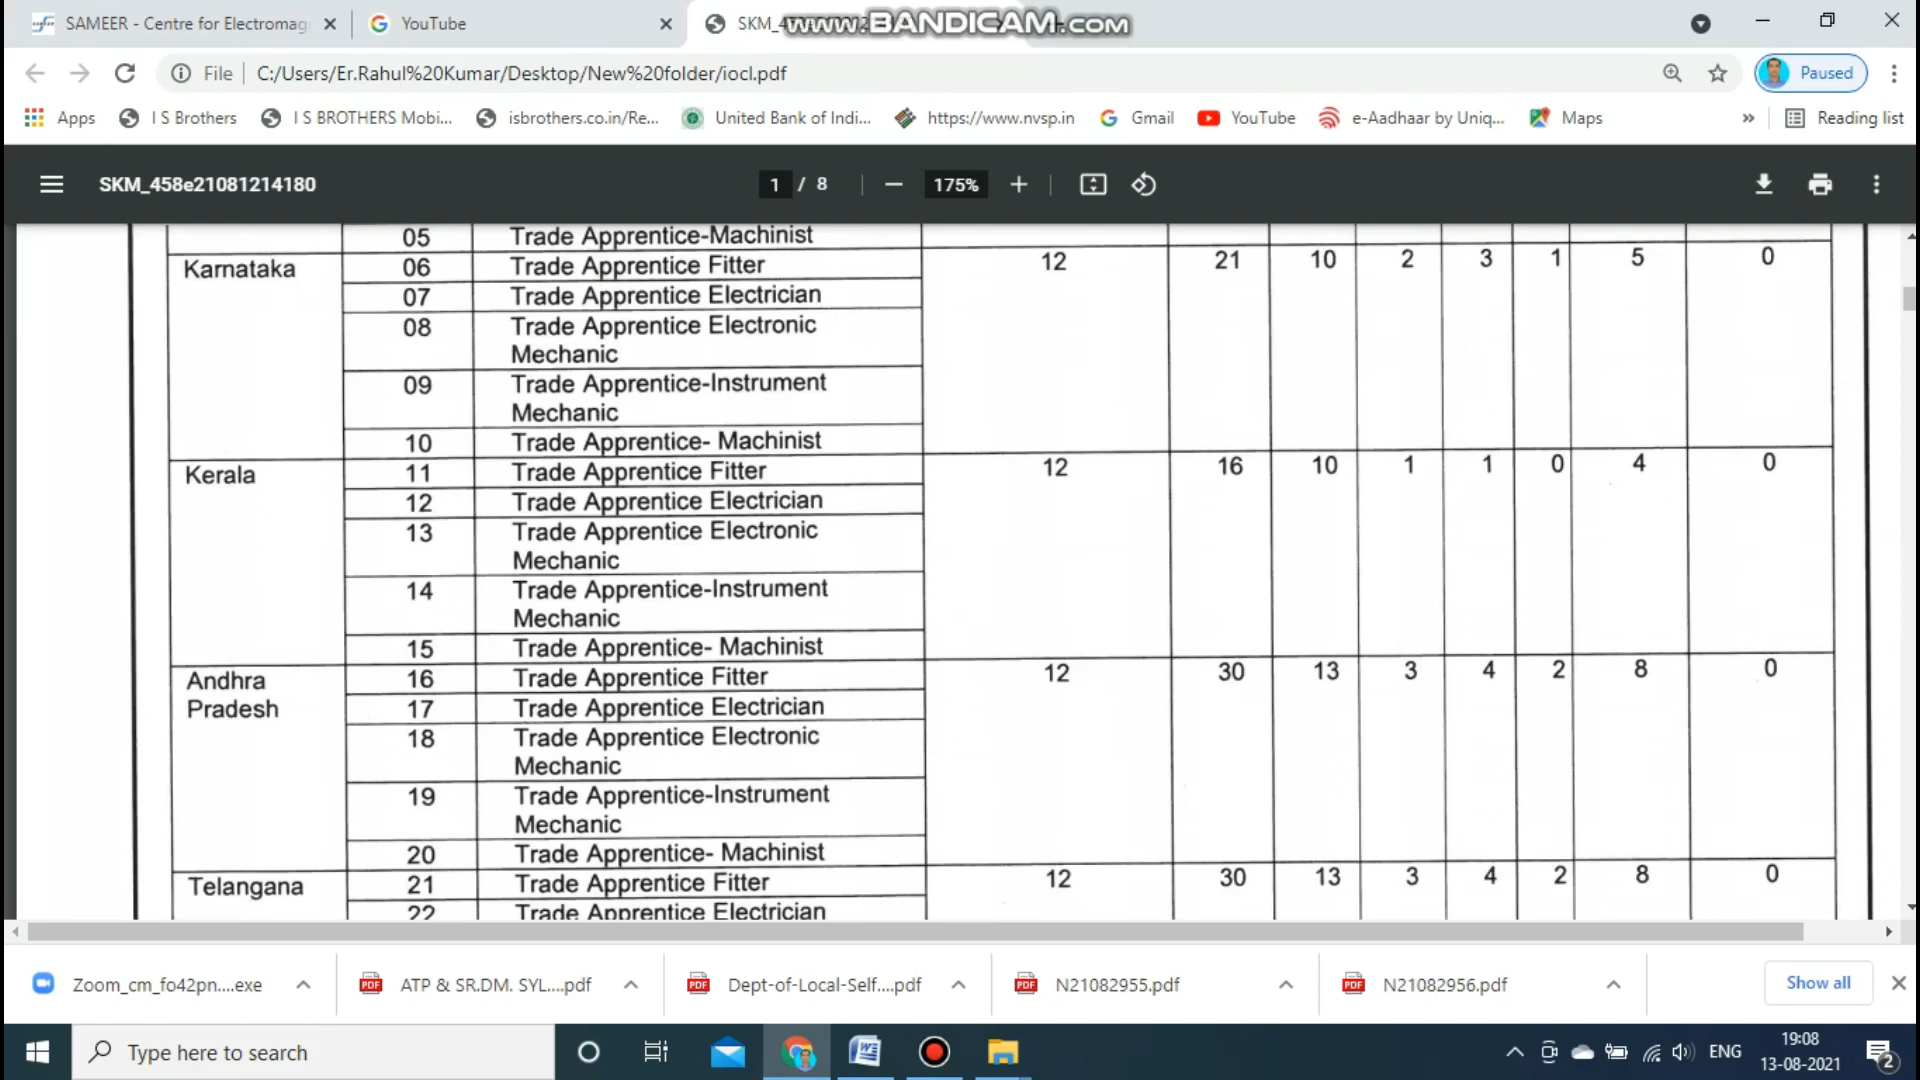 SAMEER - Centre for Electromag
YouTube
SKM_4
www.BANDICAM.com
File
C:/Users/Er.Rahul%20Kumar/Desktop/New%20folder/iocl.pdf
Paused
Apps
I S Brothers
I S BROTHERS Mobi...
isbrothers.co.in/Re...
United Bank of Indi...
https://www.nvsp.in
Gmail
YouTube
e-Aadhaar by Uniq...
Maps
»
Reading list
SKM_458e21081214180
1 / 8
175%
05 Trade Apprentice-Machinist
Karnataka 06 Trade Apprentice Fitter 12 21 10 2 3 1 5 0
07 Trade Apprentice Electrician
08 Trade Apprentice Electronic
Mechanic
09 Trade Apprentice-Instrument
Mechanic
10 Trade Apprentice- Machinist
Kerala 11 Trade Apprentice Fitter 12 16 10 1 1 0 4 0
12 Trade Apprentice Electrician
13 Trade Apprentice Electronic
Mechanic
14 Trade Apprentice-Instrument
Mechanic
15 Trade Apprentice- Machinist
Andhra 16 Trade Apprentice Fitter 12 30 13 3 4 2 8 0
Pradesh 17 Trade Apprentice Electrician
18 Trade Apprentice Electronic
Mechanic
19 Trade Apprentice-Instrument
Mechanic
20 Trade Apprentice- Machinist
Telangana 21 Trade Apprentice Fitter 12 30 13 3 4 2 8 0
22 Trade Apprentice Electrician
Zoom_cm_fo42pn....exe
ATP & SR.DM. SYL....pdf
Dept-of-Local-Self....pdf
N21082955.pdf
N21082956.pdf
Show all
Type here to search
ENG
19:08
13-08-2021
2